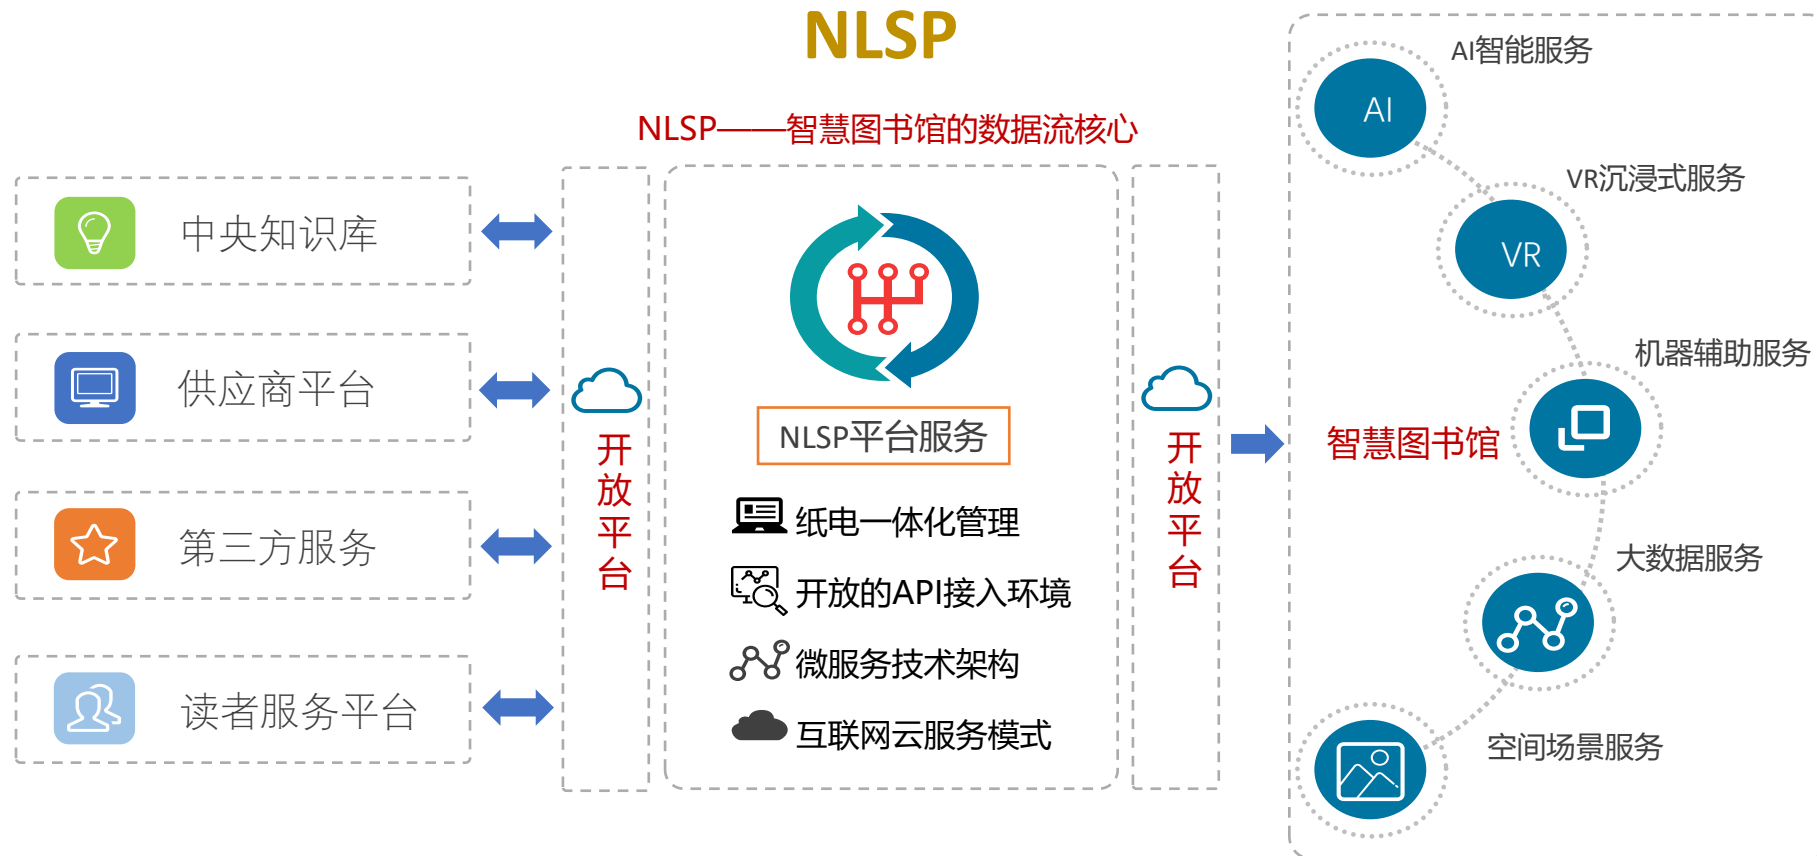 NLSP
NLSP——智慧图书馆的数据流核心
中央知识库
供应商平台
第三方服务
读者服务平台
开放平台
NLSP平台服务
纸电一体化管理
开放的API接入环境
微服务技术架构
互联网云服务模式
开放平台
智慧图书馆
AI智能服务
AI
VR沉浸式服务
VR
机器辅助服务
大数据服务
空间场景服务